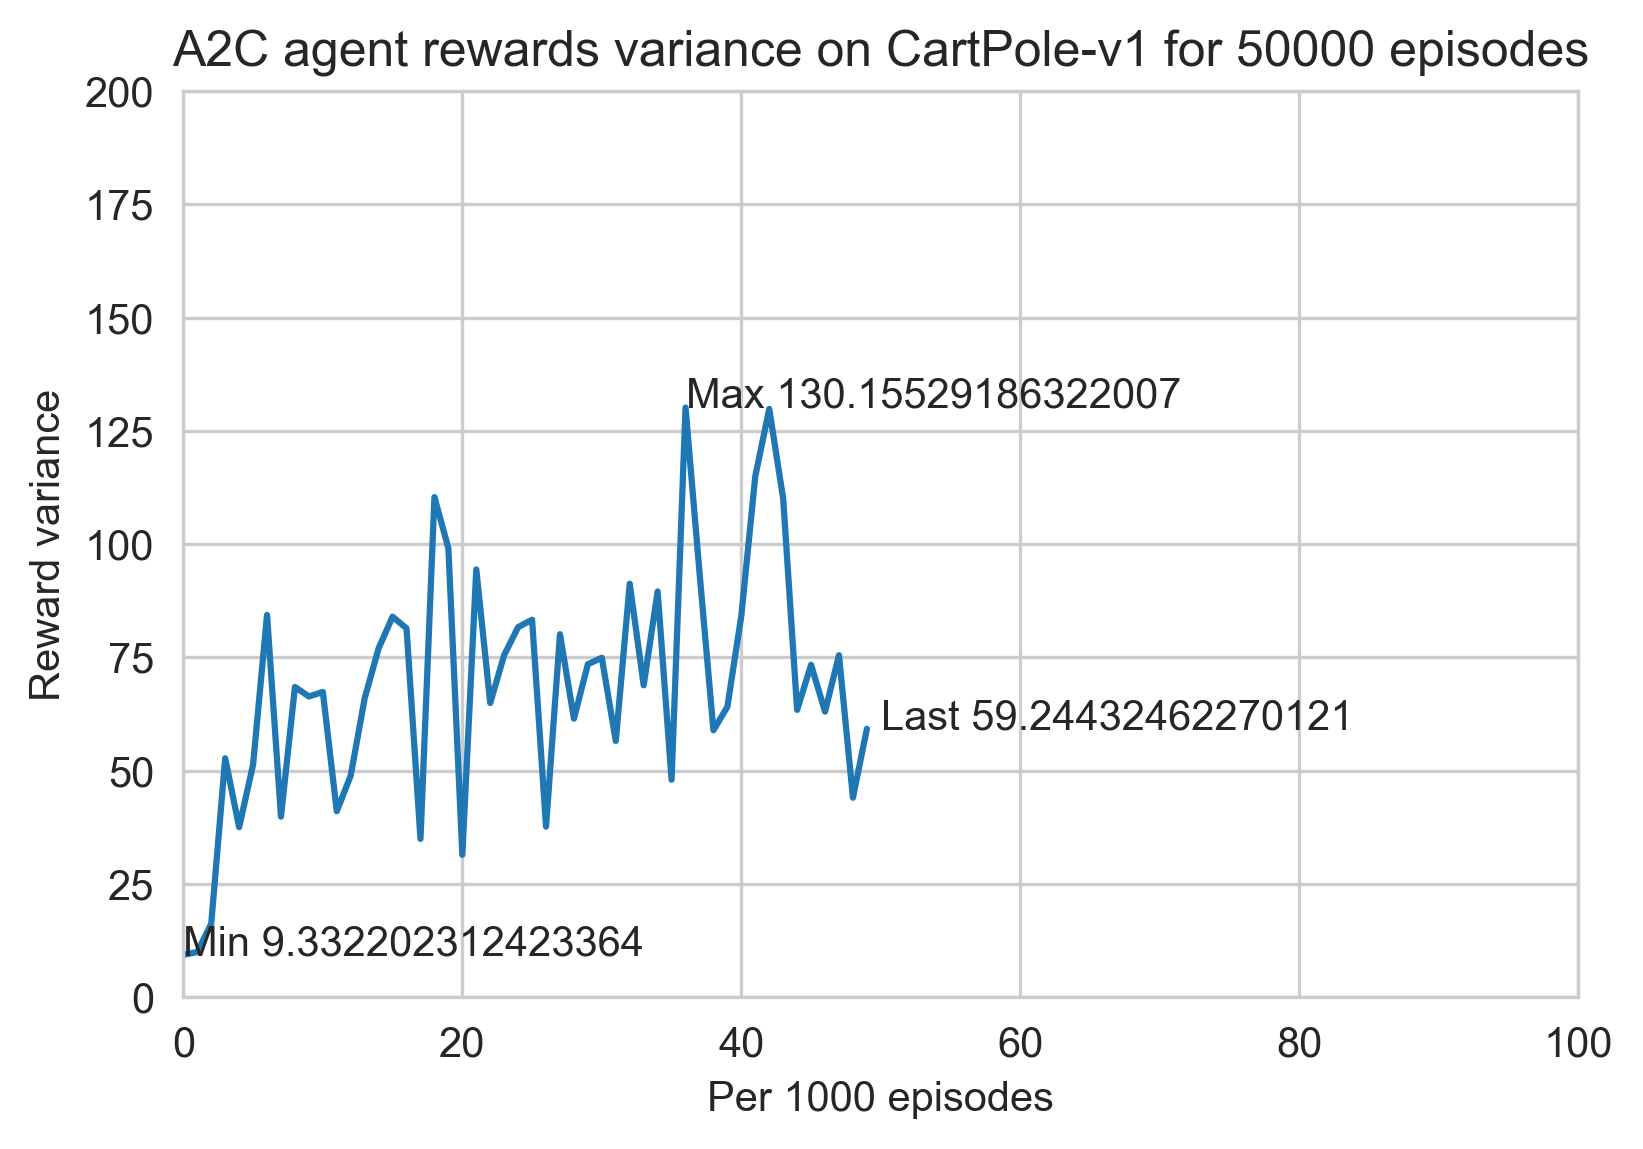 A2C agent rewards variance on CartPole-v1 for 50000 episodes
200
175
150
125
100
75
50
25
0
Reward variance
Max 130.15529186322007
Last 59.24432462270121
Min 9.332202312423364
0 20 40 60 80 100
Per 1000 episodes